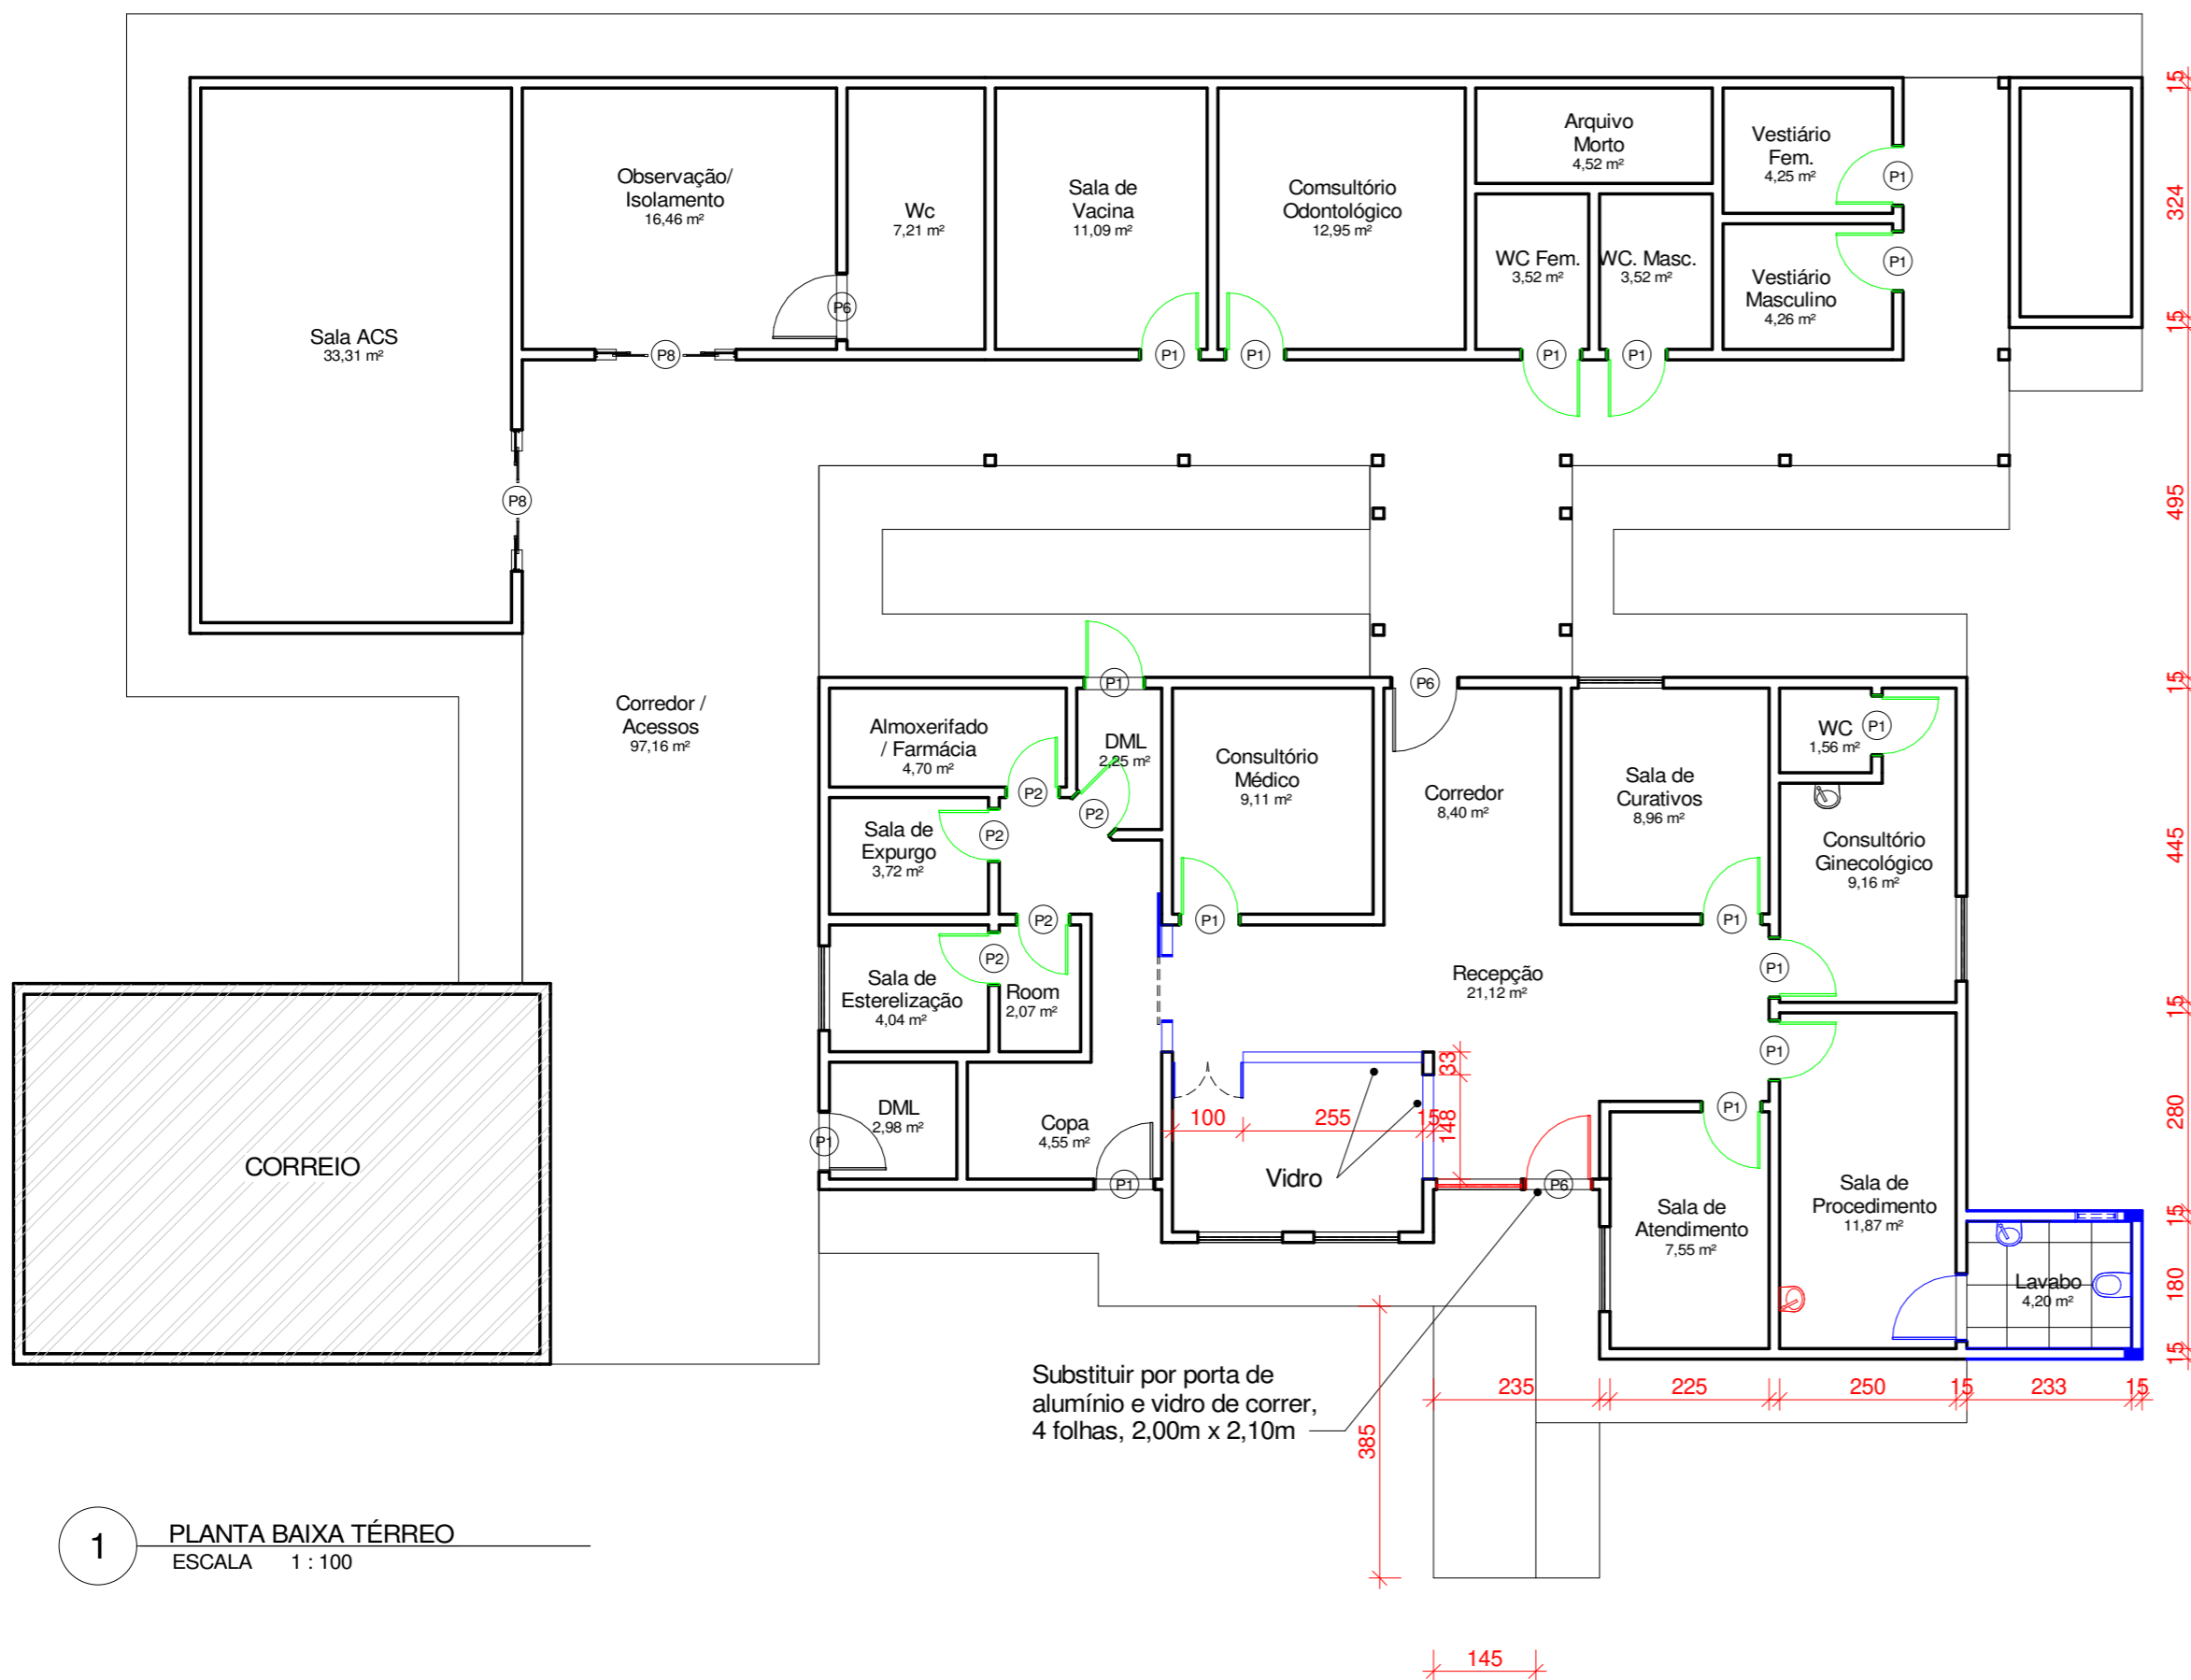 Sala ACS
33,31 m²
Observação/
Isolamento
16,46 m²
P6
P8
P8
Wc
7,21 m²
Sala de
Vacina
11,09 m²
P1
Comsultório
Odontológico
12,95 m²
P1
Arquivo
Morto
4,52 m²
WC Fem.
3,52 m²
P1
WC. Masc.
3,52 m²
P1
Vestiário
Fem.
4,25 m²
P1
Vestiário
Masculino
4,26 m²
P1
15
324
15
495
15
445
15
280
15
180
15
Corredor /
Acessos
97,16 m²
Almoxerifado
/ Farmácia
4,70 m²
P1
DML
2,25 m²
P2
P2
Sala de
Expurgo
3,72 m²
P2
P2
Sala de
Esterelização
4,04 m²
P2
Room
2,07 m²
DML
2,98 m²
P1
Copa
4,55 m²
P1
Consultório
Médico
9,11 m²
P1
P6
Corredor
8,40 m²
Sala de
Curativos
8,96 m²
P1
WC
1,56 m²
P1
Consultório
Ginecológico
9,16 m²
P1
Recepção
21,12 m²
P1
P1
33
100
255
15
148
Vidro
P6
Sala de
Atendimento
7,55 m²
Sala de
Procedimento
11,87 m²
Lavabo
4,20 m²
CORREIO
Substituir por porta de
alumínio e vidro de correr,
4 folhas, 2,00m x 2,10m
385
235
225
250
15
233
15
145
1
PLANTA BAIXA TÉRREO
ESCALA 1 : 100